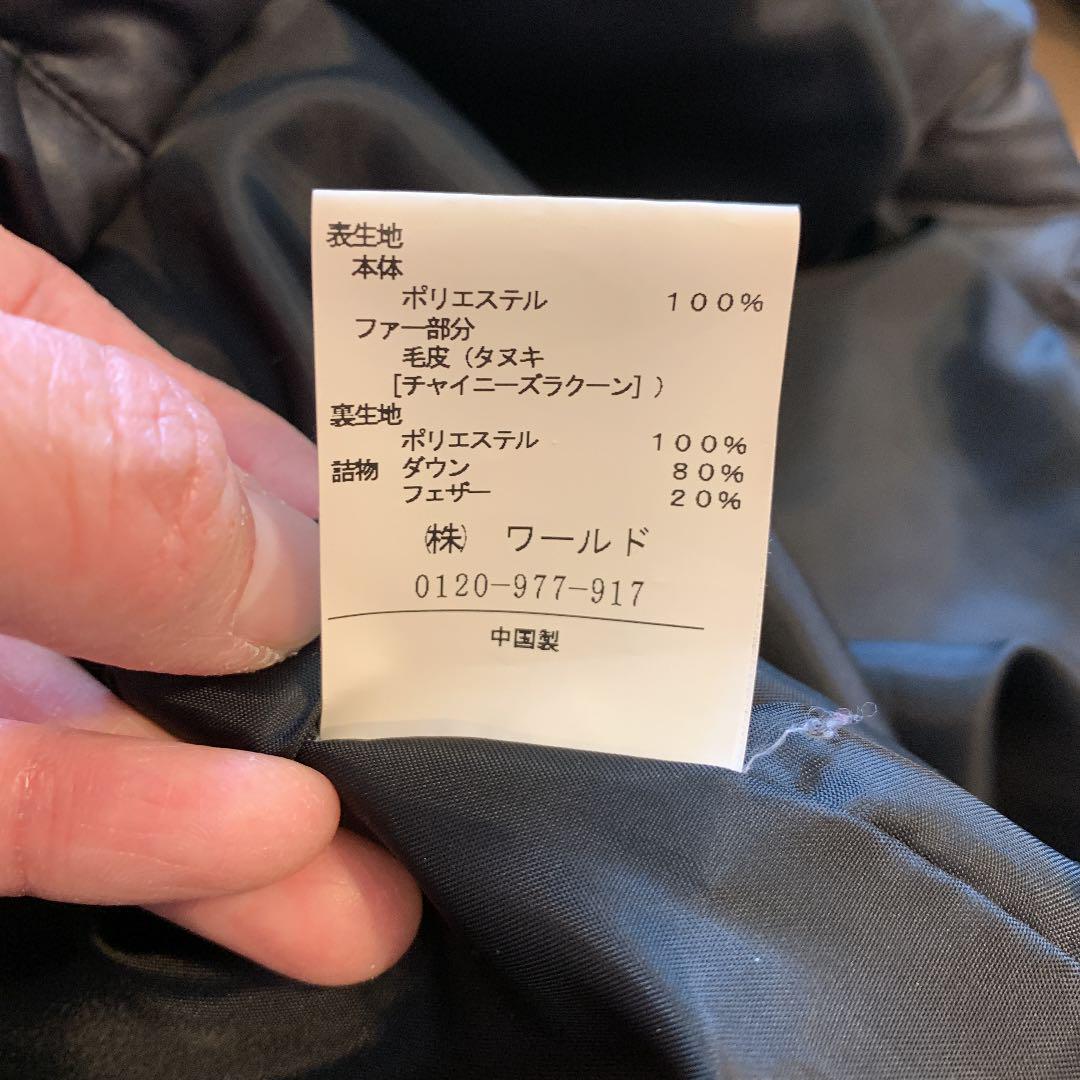 表生地
本体
ポリエステル 100%
ファー部分
毛皮(タヌキ
[チャイニーズラクーン])
裏生地
ポリエステル 100%
詰物 ダウン 80%
フェザー 20%
㈱ ワールド
0120-977-917
中国製